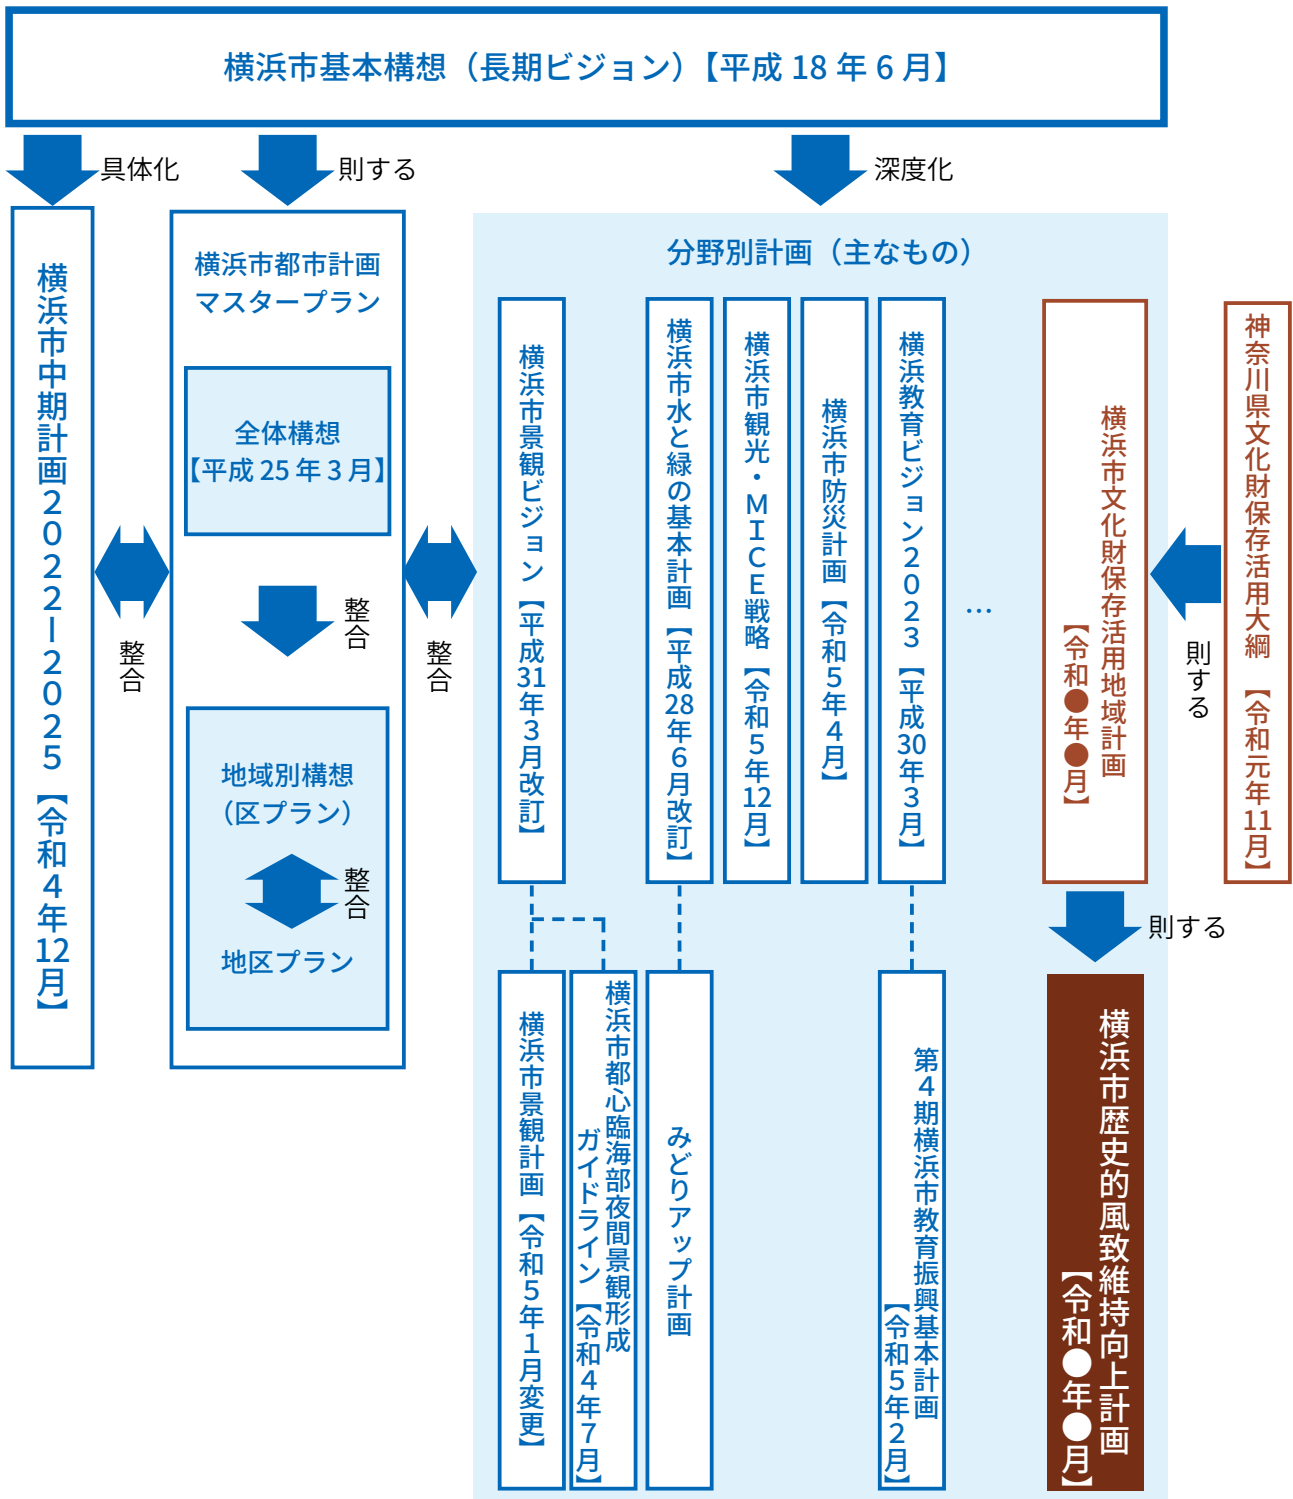 横浜市基本構想（長期ビジョン）【平成 18 年 6 月】
具体化
則する
深度化
横浜市中期計画２０２２ー２０２５【令和４年12月】
整合
横浜市都市計画
マスタープラン
全体構想
【平成 25 年 3 月】
整合
地域別構想
（区プラン）
整合
地区プラン
整合
分野別計画（主なもの）
横浜市景観ビジョン【平成31年３月改訂】
横浜市水と緑の基本計画【平成28年６月改訂】
横浜市観光・ＭＩＣＥ戦略【令和５年12月】
横浜市防災計画【令和５年４月】
横浜教育ビジョン２０２３【平成30年３月】
…
横浜市文化財保存活用地域計画
【令和●年●月】
則する
神奈川県文化財保存活用大綱　【令和元年11月】
則する
横浜市景観計画【令和５年１月変更】
横浜市都心臨海部夜間景観形成
ガイドライン【令和４年７月】
みどりアップ計画
第４期横浜市教育振興基本計画
【令和５年２月】
横浜市歴史的風致維持向上計画
【令和●年●月】